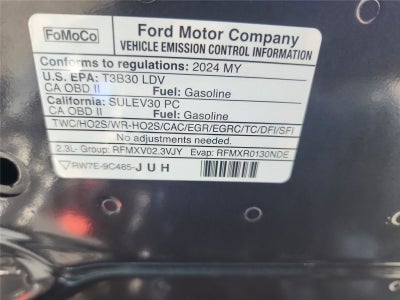 FoMoCo
Ford Motor Company
VEHICLE EMISSION CONTROL INFORMATION
Conforms to regulations: 2024 MY
U.S. EPA: T3B30 LDV
CA OBD II Fuel: Gasoline
California: SULEV30 PC
CA OBD II Fuel: Gasoline
TWC/HO2S/WR-HO2S/CAC/EGR/EGRC/TC/DFI/SFI
No adjustments needed.
2.3L- Group: RFMXV02.3VJY Evap: RFMXR0130NDE
RW7E-9C485-JUH